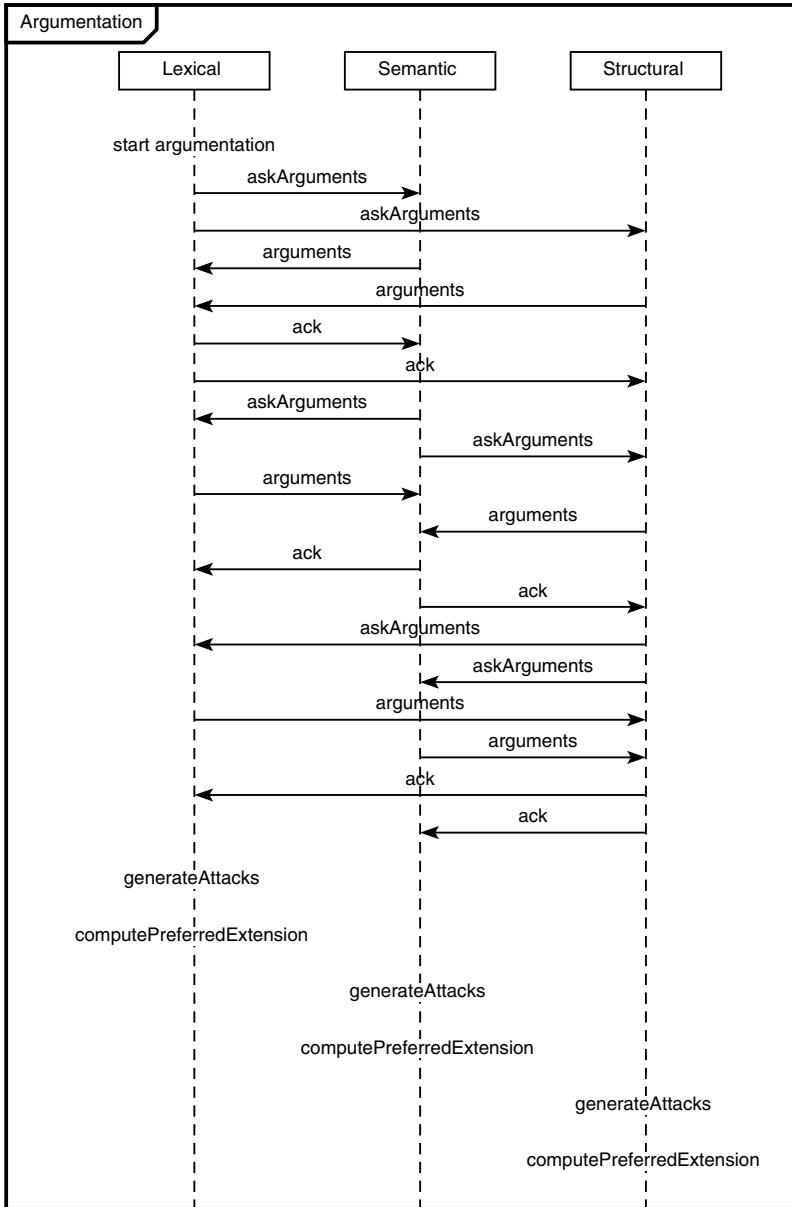 Argumentation
Lexical
Semantic
Structural
start argumentation
askArguments
askArguments
arguments
arguments
ack
ack
askArguments
askArguments
arguments
arguments
ack
ack
askArguments
askArguments
arguments
arguments
ack
ack
generateAttacks
computePreferredExtension
generateAttacks
computePreferredExtension
generateAttacks
computePreferredExtension